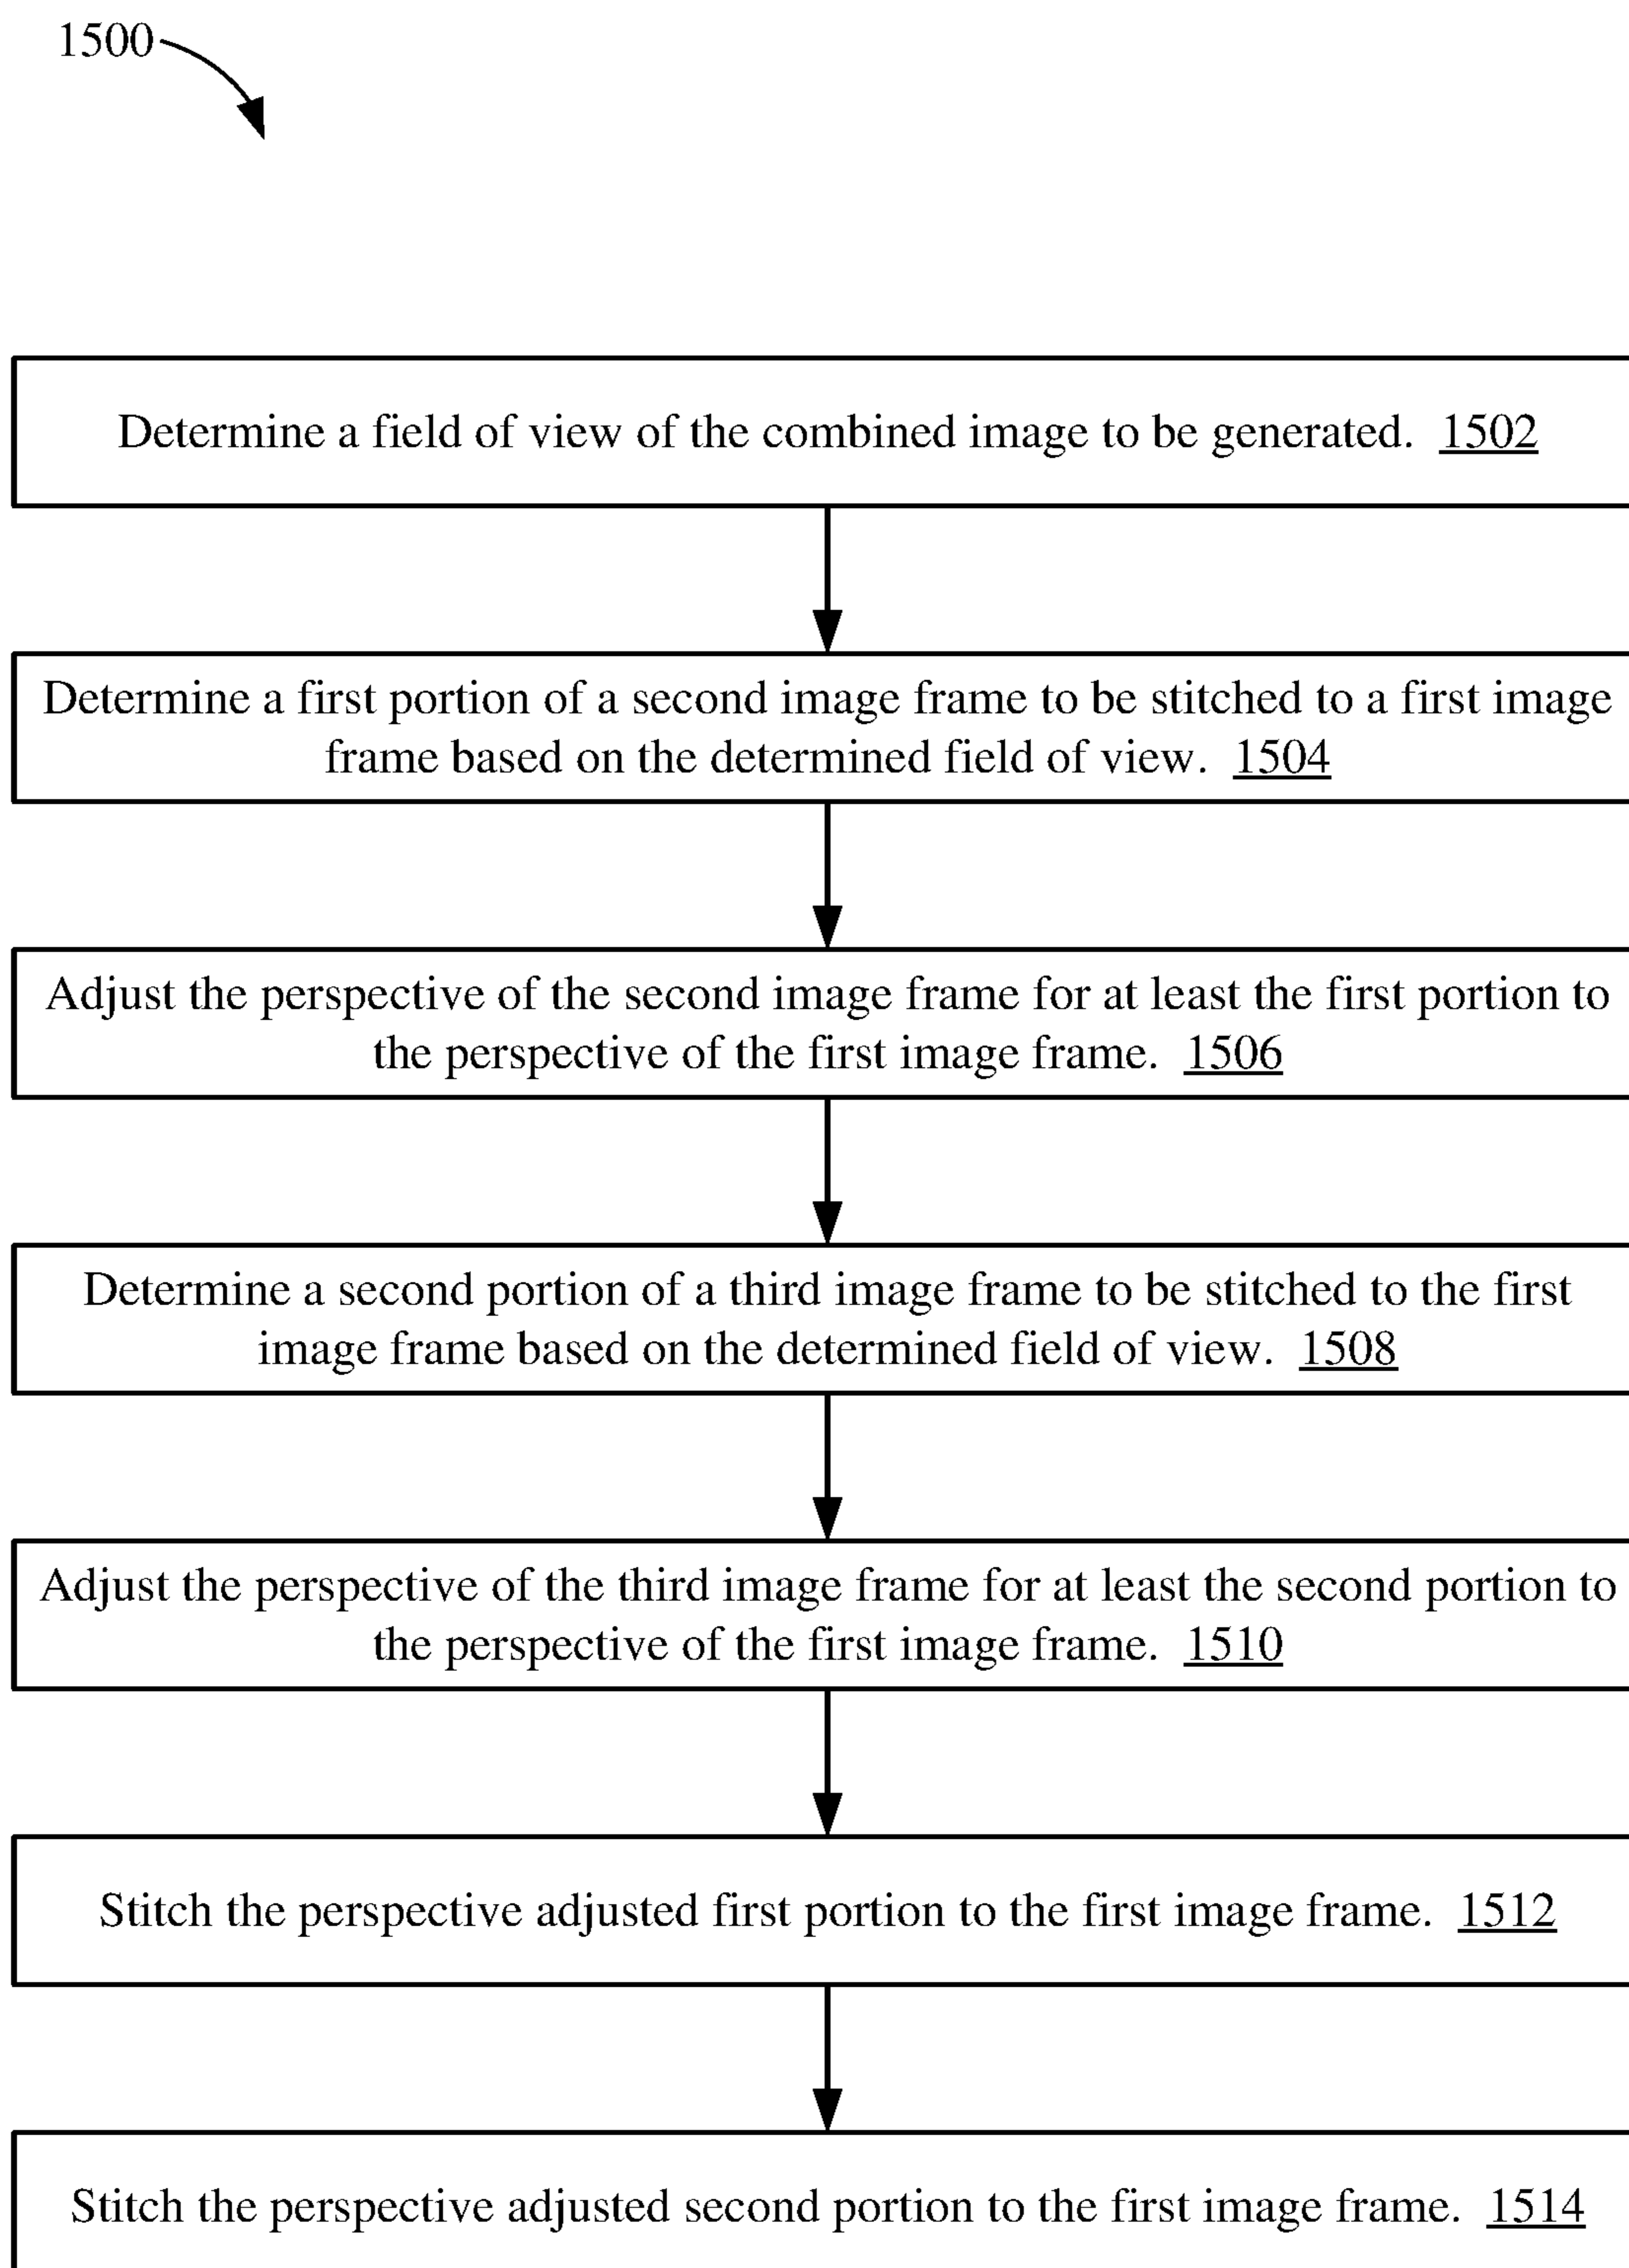 1500
Determine a field of view of the combined image to be generated. 1502
Determine a first portion of a second image frame to be stitched to a first image
frame based on the determined field of view. 1504
Adjust the perspective of the second image frame for at least the first portion to
the perspective of the first image frame. 1506
Determine a second portion of a third image frame to be stitched to the first
image frame based on the determined field of view. 1508
Adjust the perspective of the third image frame for at least the second portion to
the perspective of the first image frame. 1510
Stitch the perspective adjusted first portion to the first image frame. 1512
Stitch the perspective adjusted second portion to the first image frame. 1514